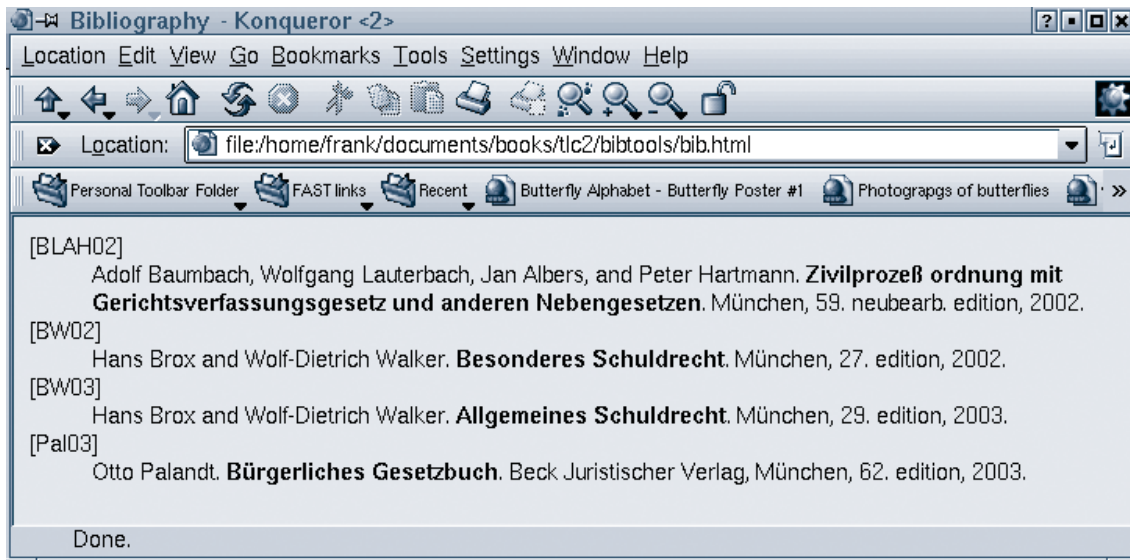 Bibliography - Konqueror <2>
Location Edit View Go Bookmarks Tools Settings Window Help
Location: file:/home/frank/documents/books/tlc2/bibtools/bib.html
Personal Toolbar Folder FAST links Recent Butterfly Alphabet - Butterfly Poster #1 Photograpgs of butterflies
[BLAH02]
Adolf Baumbach, Wolfgang Lauterbach, Jan Albers, and Peter Hartmann. Zivilprozeß ordnung mit
Gerichtsverfassungsgesetz und anderen Nebengesetzen. München, 59. neubearb. edition, 2002.
[BW02]
Hans Brox and Wolf-Dietrich Walker. Besonderes Schuldrecht. München, 27. edition, 2002.
[BW03]
Hans Brox and Wolf-Dietrich Walker. Allgemeines Schuldrecht. München, 29. edition, 2003.
[Pal03]
Otto Palandt. Bürgerliches Gesetzbuch. Beck Juristischer Verlag, München, 62. edition, 2003.
Done.